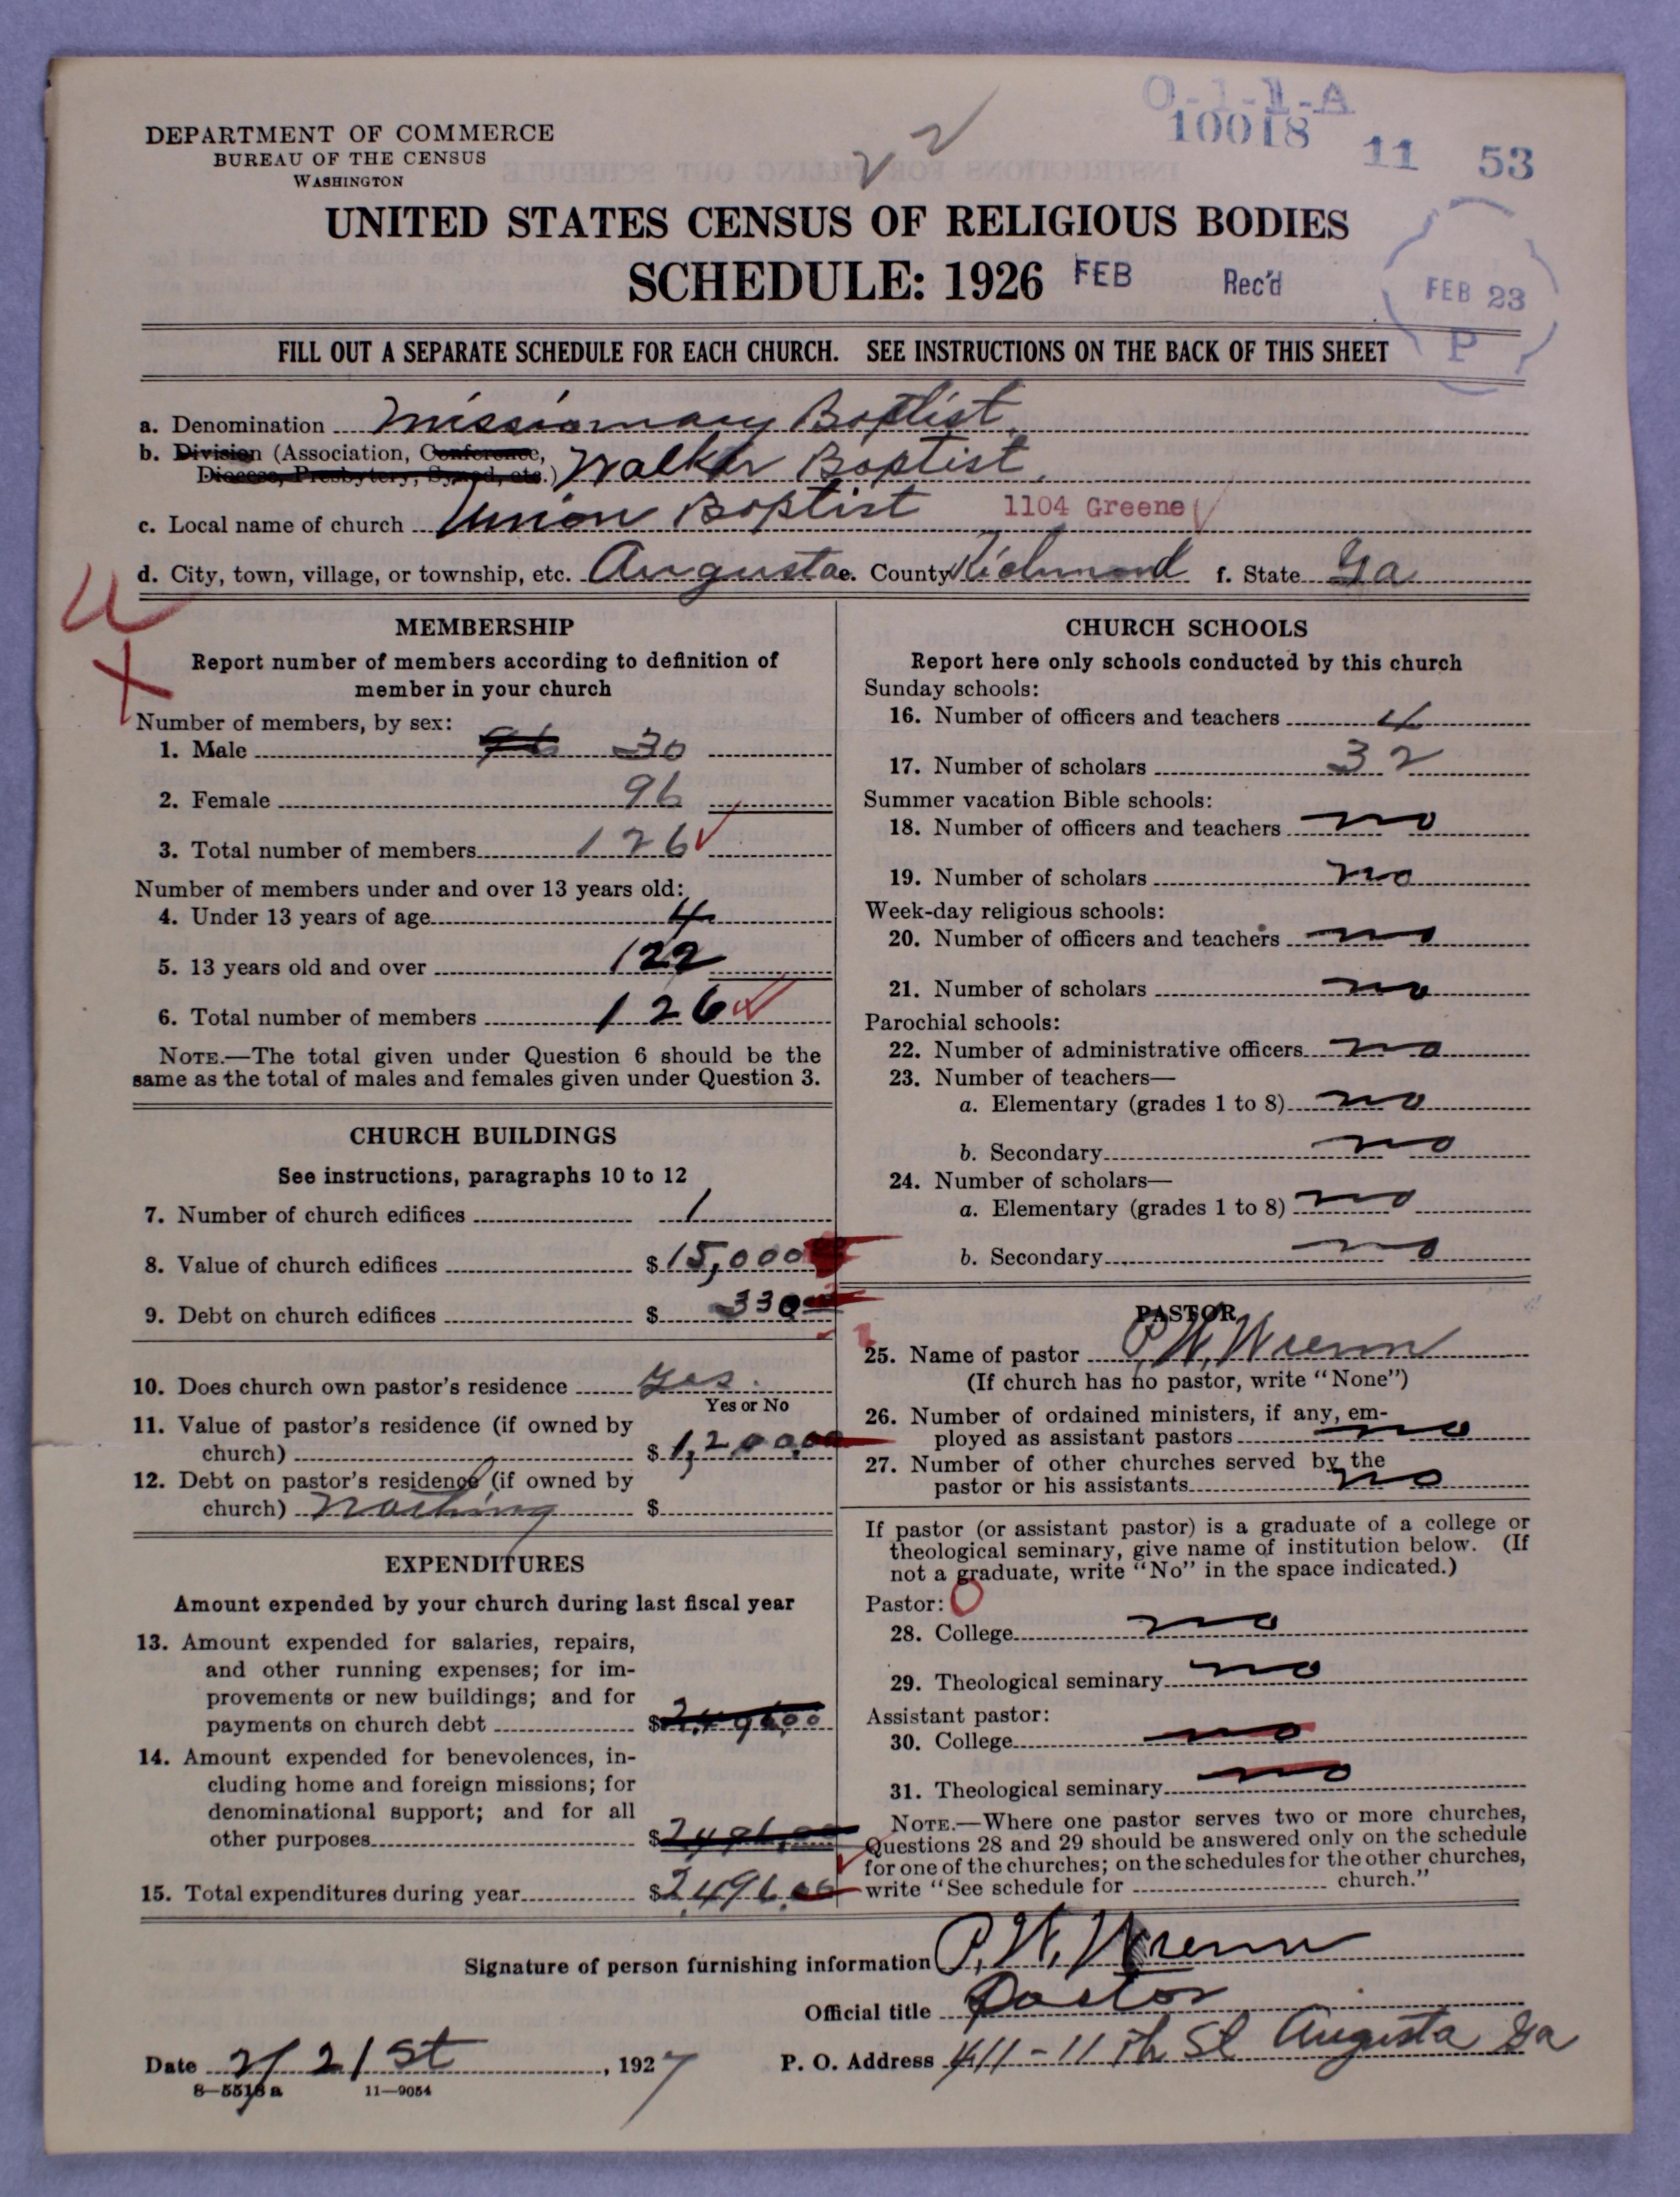 O-1-1-A
10018 11 53
22
DEPARTMENT OF COMMERCE
BUREAU OF THE CENSUS
WASHINGTON
UNITED STATES CENSUS OF RELIGIOUS BODIES
SCHEDULE: 1926 FEB Rec'd FEB 23
P
FILL OUT A SEPARATE SCHEDULE FOR EACH CHURCH. SEE INSTRUCTIONS ON THE BACK OF THIS SHEET
a. Denomination Missionary Baptist
b. Division (Association, Conference,
Diocese, Presbytery, Synod, etc.) Walker Baptist
c. Local name of church Union Baptist 1104 Greene
d. City, town, village, or township, etc. Augusta e. County Richmond f. State Ga
MEMBERSHIP
Report number of members according to definition of
member in your church
Number of members, by sex:
1. Male 96 30
2. Female 96
3. Total number of members 126
Number of members under and over 13 years old:
4. Under 13 years of age 4
5. 13 years old and over 122
6. Total number of members 126
NOTE.—The total given under Question 6 should be the
same as the total of males and females given under Question 3.
CHURCH BUILDINGS
See instructions, paragraphs 10 to 12
7. Number of church edifices 1
8. Value of church edifices $15,000
9. Debt on church edifices $ 330
10. Does church own pastor's residence yes.
Yes or No
11. Value of pastor's residence (if owned by
church) $1,200.00
12. Debt on pastor's residence (if owned by
church) Nothing $
EXPENDITURES
Amount expended by your church during last fiscal year
13. Amount expended for salaries, repairs,
and other running expenses; for im-
provements or new buildings; and for
payments on church debt $2,496.00
14. Amount expended for benevolences, in-
cluding home and foreign missions; for
denominational support; and for all
other purposes $2496.00
15. Total expenditures during year $2,496.00
CHURCH SCHOOLS
Report here only schools conducted by this church
Sunday schools:
16. Number of officers and teachers 4
17. Number of scholars 32
Summer vacation Bible schools:
18. Number of officers and teachers no
19. Number of scholars no
Week-day religious schools:
20. Number of officers and teachers no
21. Number of scholars no
Parochial schools:
22. Number of administrative officers no
23. Number of teachers—
a. Elementary (grades 1 to 8) no
b. Secondary no
24. Number of scholars—
a. Elementary (grades 1 to 8) no
b. Secondary no
PASTOR
25. Name of pastor P. W. Wrenn
(If church has no pastor, write "None")
26. Number of ordained ministers, if any, em-
ployed as assistant pastors no
27. Number of other churches served by the
pastor or his assistants no
If pastor (or assistant pastor) is a graduate of a college or
theological seminary, give name of institution below. (If
not a graduate, write "No" in the space indicated.)
Pastor:
28. College no
29. Theological seminary no
Assistant pastor:
30. College no
31. Theological seminary no
NOTE.—Where one pastor serves two or more churches,
Questions 28 and 29 should be answered only on the schedule
for one of the churches; on the schedules for the other churches,
write "See schedule for church."
Signature of person furnishing information P. W. Wrenn
Official title Pastor
Date 2/21st, 1927 P. O. Address 411-11th St Augusta Ga
8—5518a 11—9054